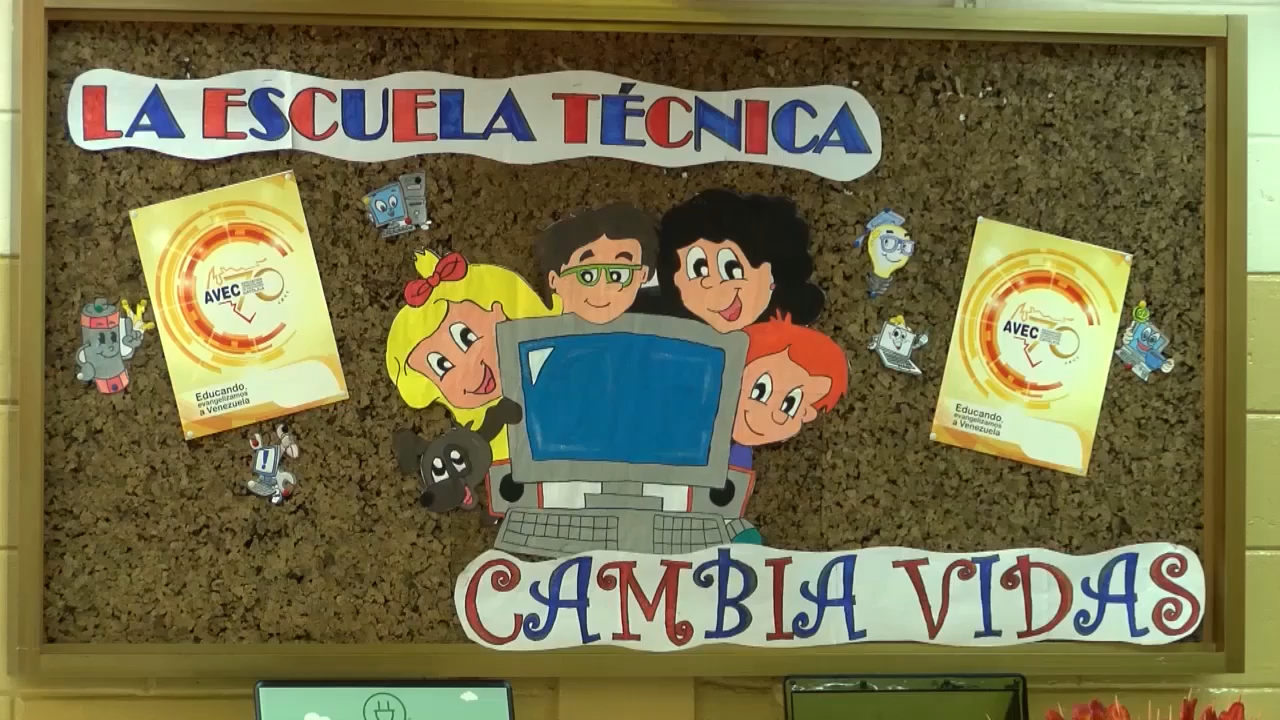 LA ESCUELA TÉCNICA
AVEC
Educando,
evangelizamos
a Venezuela
AVEC
Educando,
evangelizamos
a Venezuela
CAMBIA VIDAS